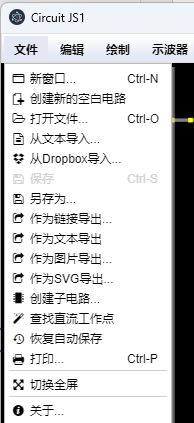 Circuit JS1
文件 编辑 绘制 示波器
新窗口... Ctrl-N
创建新的空白电路
打开文件... Ctrl-O
从文本导入...
从Dropbox导入...
保存 Ctrl-S
另存为...
作为链接导出...
作为文本导出
作为图片导出...
作为SVG导出...
创建子电路...
查找直流工作点
恢复自动保存
打印... Ctrl-P
切换全屏
关于...